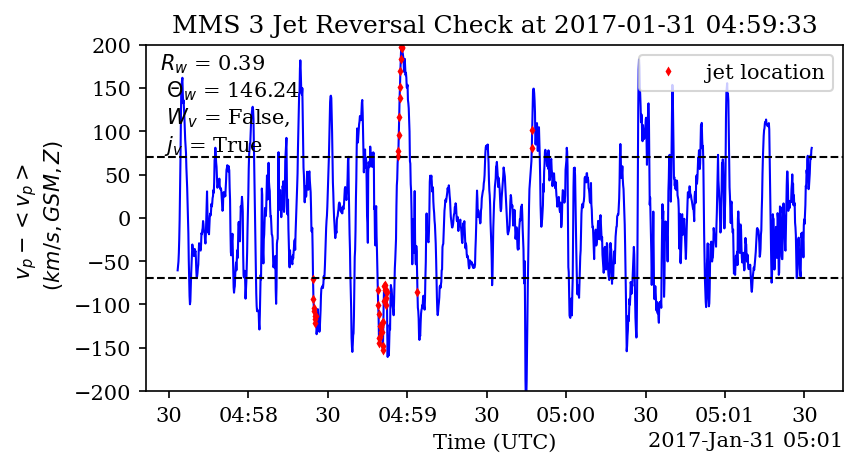 MMS 3 Jet Reversal Check at 2017-01-31 04:59:33
R_w = 0.39
Θ_w = 146.24
W_v = False,
j_v = True
jet location
v_p − < v_p >
(km/s, GSM, Z)
200
150
100
50
0
−50
−100
−150
−200
30 04:58 30 04:59 30 05:00 30 05:01 30
Time (UTC)
2017-Jan-31 05:01